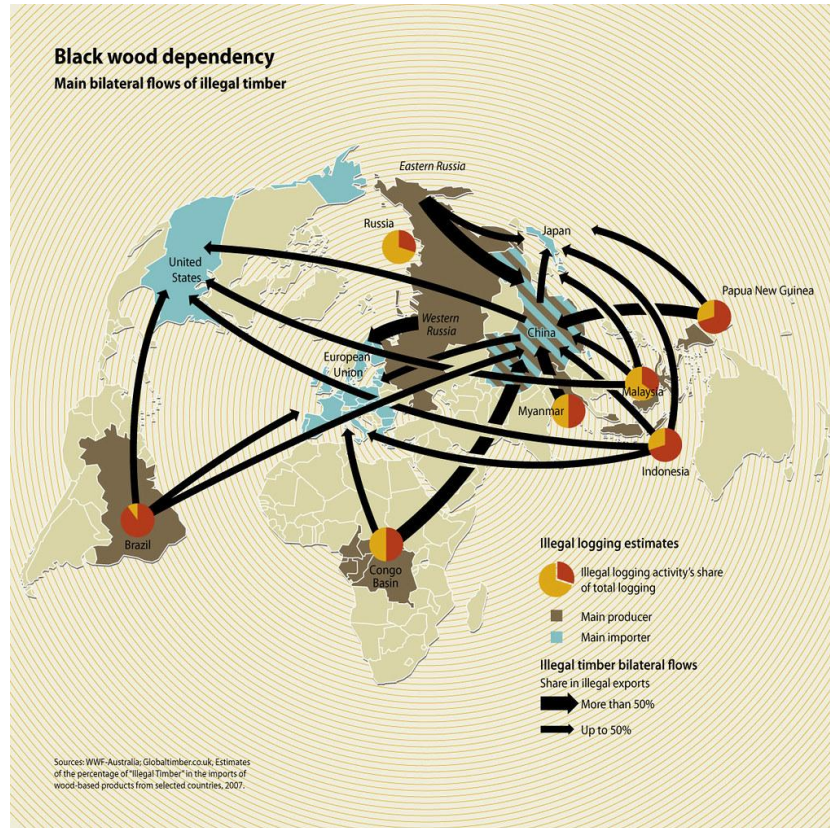 Black wood dependency
Main bilateral flows of illegal timber
Eastern Russia
Russia
Japan
United
States
Papua New Guinea
Western
Russia
China
European
Union
Malaysia
Myanmar
Indonesia
Brazil
Congo
Basin
Illegal logging estimates
Illegal logging activity's share
of total logging
Main producer
Main importer
Illegal timber bilateral flows
Share in illegal exports
More than 50%
Up to 50%
Sources: WWF-Australia; Globaltimber.co.uk, Estimates
of the percentage of "Illegal Timber" in the imports of
wood-based products from selected countries, 2007.